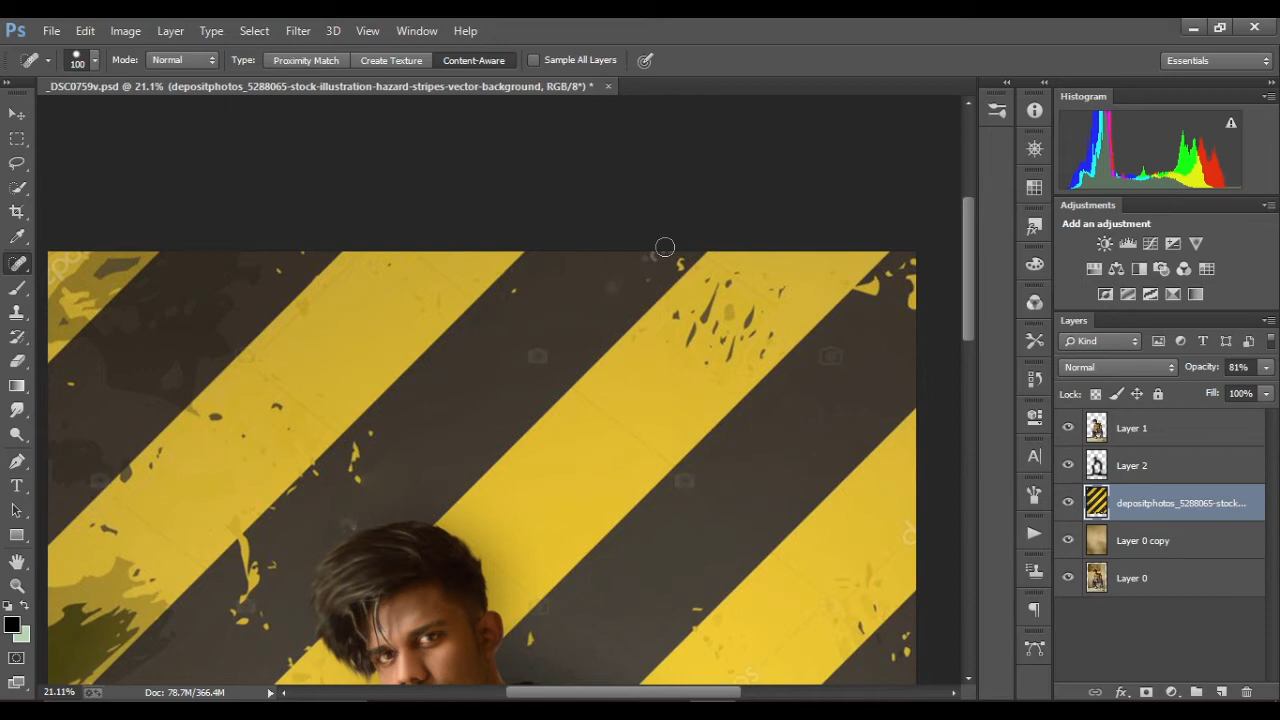 Ps File Edit Image Layer Type Select Filter 3D View Window Help
100 Mode: Normal Type: Proximity Match Create Texture Content-Aware Sample All Layers Essentials
_DSC0759v.psd @ 21.1% (depositphotos_5288065-stock-illustration-hazard-stripes-vector-background, RGB/8*) *
Histogram
Adjustments
Add an adjustment
Layers
Kind
Normal Opacity: 81%
Lock: Fill: 100%
Layer 1
Layer 2
depositphotos_5288065-stock...
Layer 0 copy
Layer 0
21.11% Doc: 78.7M/366.4M